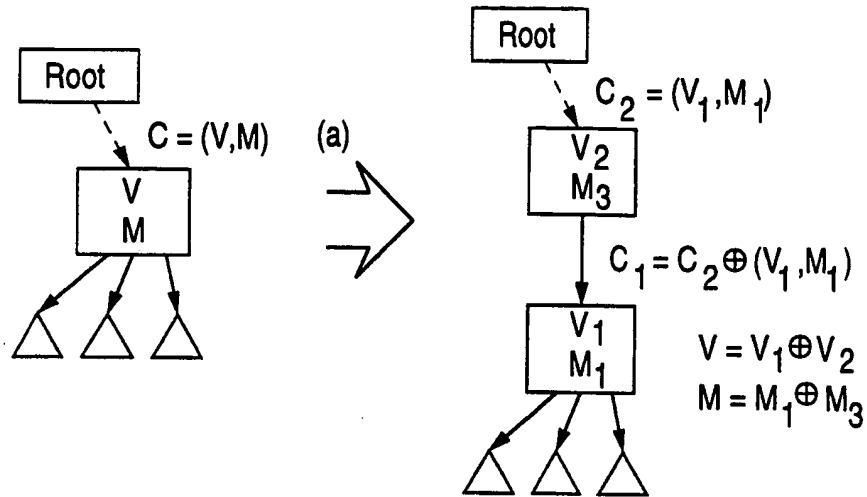 Root
C = (V,M)
V
M
(a)
Root
C₂ = (V₁,M₁)
V₂
M₃
C₁ = C₂ ⊕ (V₁,M₁)
V₁
M₁
V = V₁ ⊕ V₂
M = M₁ ⊕ M₃